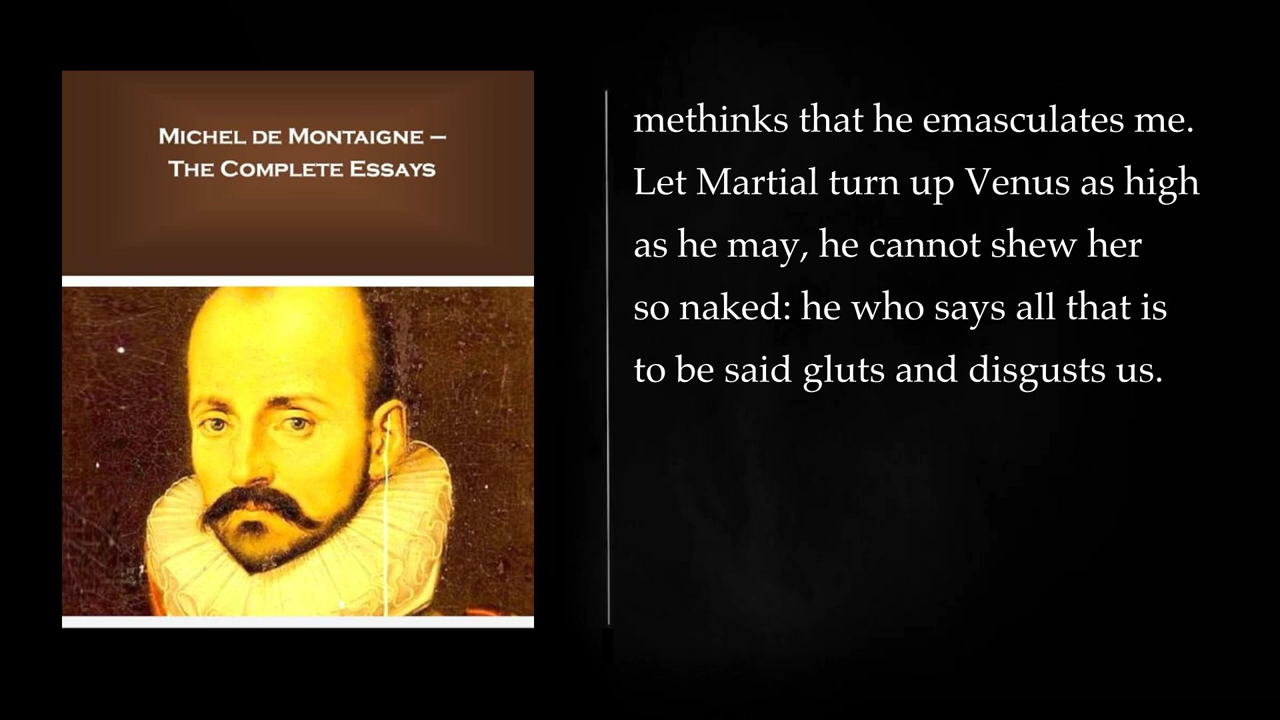 MICHEL DE MONTAIGNE –
THE COMPLETE ESSAYS
methinks that he emasculates me.
Let Martial turn up Venus as high
as he may, he cannot shew her
so naked: he who says all that is
to be said gluts and disgusts us.